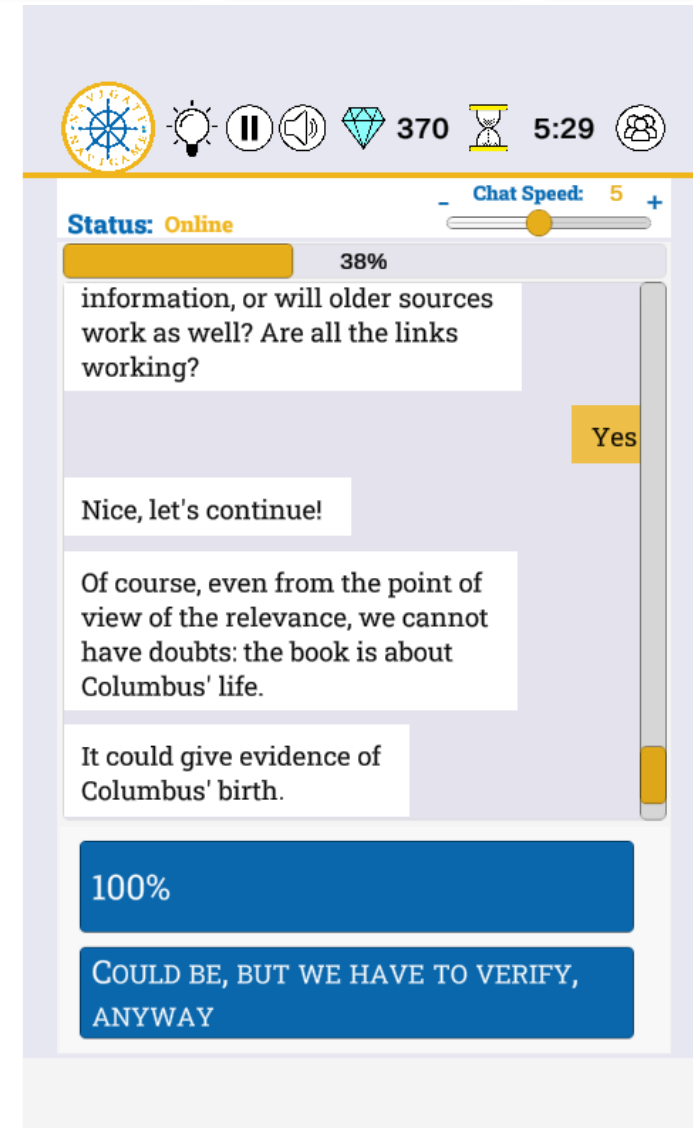 NAVIGATE
NAVIGAME
370
5:29
Chat Speed: 5
- +
Status: Online
38%
information, or will older sources
work as well? Are all the links
working?
Yes
Nice, let's continue!
Of course, even from the point of
view of the relevance, we cannot
have doubts: the book is about
Columbus' life.
It could give evidence of
Columbus' birth.
100%
COULD BE, BUT WE HAVE TO VERIFY,
ANYWAY